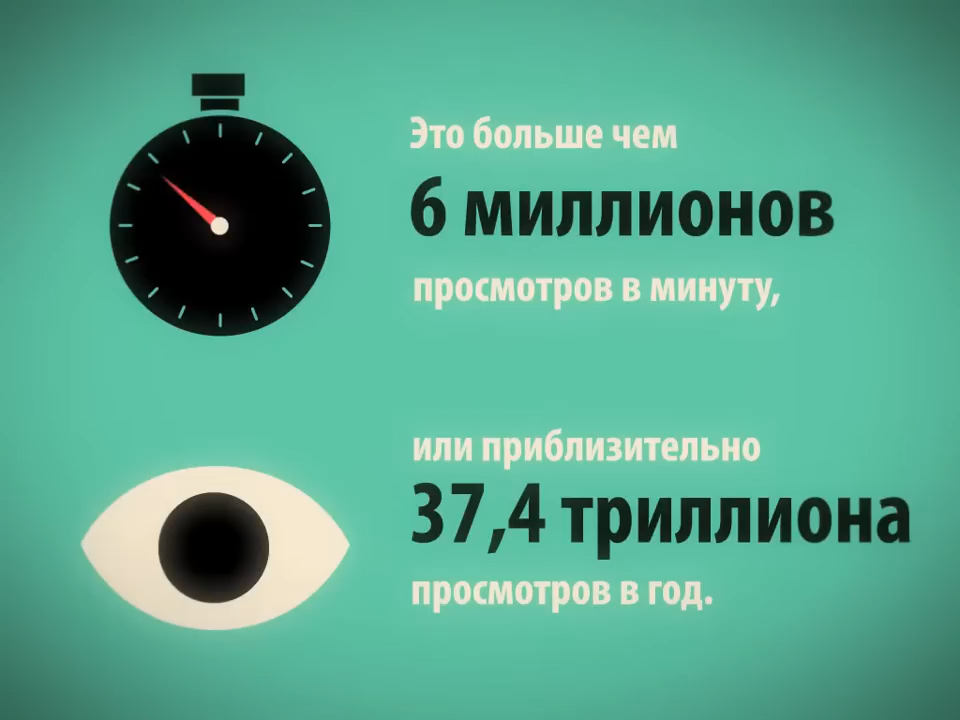 Это больше чем
6 миллионов
просмотров в минуту,
или приблизительно
37,4 триллиона
просмотров в год.